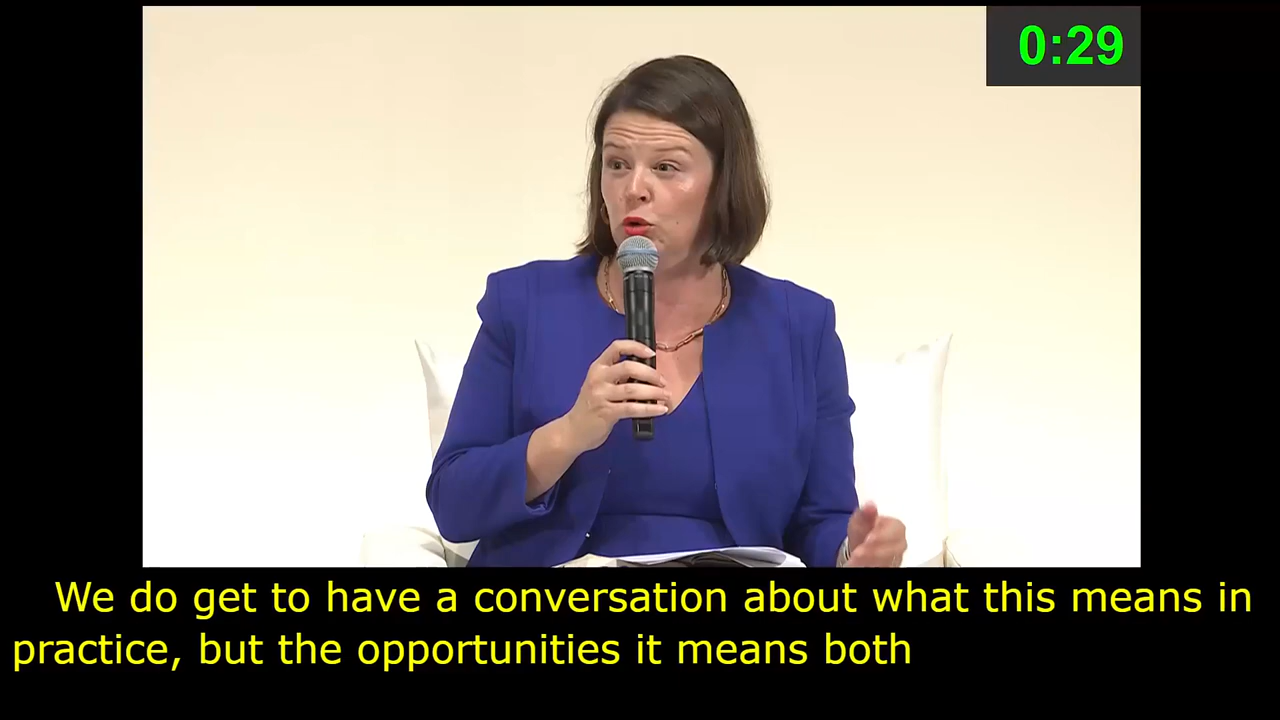 0:29
We do get to have a conversation about what this means in
practice, but the opportunities it means both